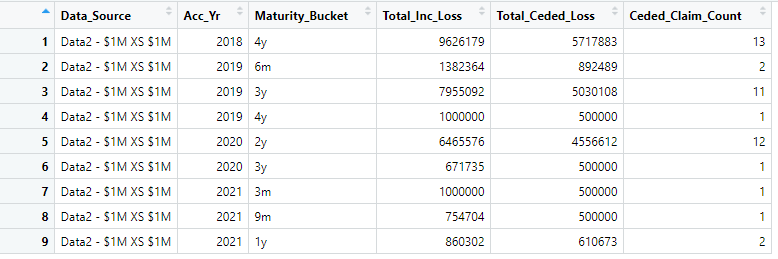 Data_Source Acc_Yr Maturity_Bucket Total_Inc_Loss Total_Ceded_Loss Ceded_Claim_Count
1 Data2 - $1M XS $1M 2018 4y 9626179 5717883 13
2 Data2 - $1M XS $1M 2019 6m 1382364 892489 2
3 Data2 - $1M XS $1M 2019 3y 7955092 5030108 11
4 Data2 - $1M XS $1M 2019 4y 1000000 500000 1
5 Data2 - $1M XS $1M 2020 2y 6465576 4556612 12
6 Data2 - $1M XS $1M 2020 3y 671735 500000 1
7 Data2 - $1M XS $1M 2021 3m 1000000 500000 1
8 Data2 - $1M XS $1M 2021 9m 754704 500000 1
9 Data2 - $1M XS $1M 2021 1y 860302 610673 2